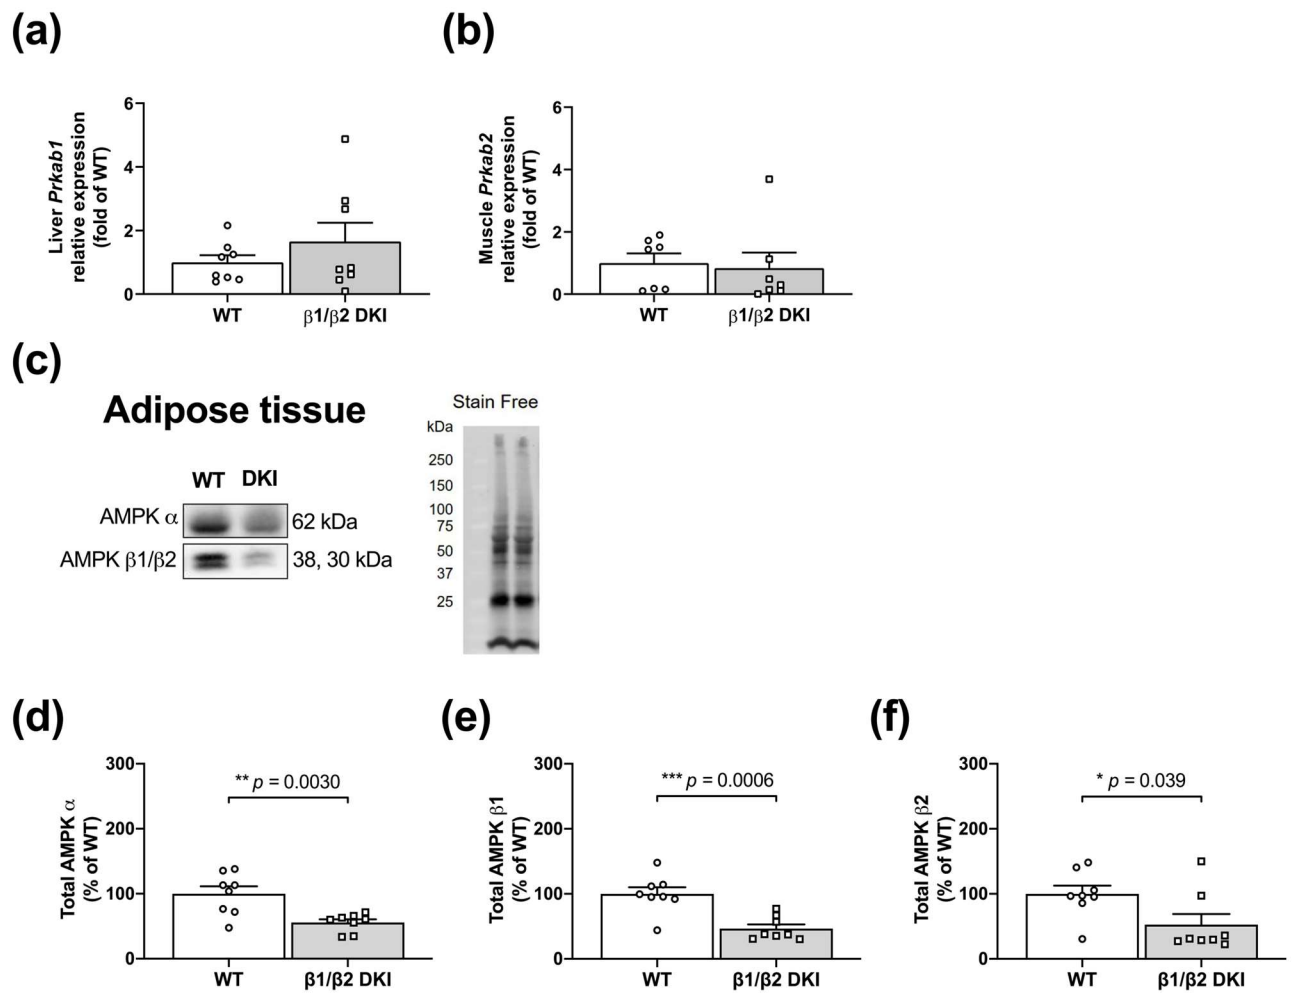 (a)
Liver Prkab1
relative expression
(fold of WT)
6
4
2
0
WT
β1/β2 DKI
(b)
Muscle Prkab2
relative expression
(fold of WT)
6
4
2
0
WT
β1/β2 DKI
(c)
Adipose tissue
WT DKI
AMPK α 62 kDa
AMPK β1/β2 38, 30 kDa
Stain Free
kDa
250
150
100
75
50
37
25
(d)
Total AMPK α
(% of WT)
300
200
100
0
** p = 0.0030
WT
β1/β2 DKI
(e)
Total AMPK β1
(% of WT)
300
200
100
0
*** p = 0.0006
WT
β1/β2 DKI
(f)
Total AMPK β2
(% of WT)
300
200
100
0
* p = 0.039
WT
β1/β2 DKI